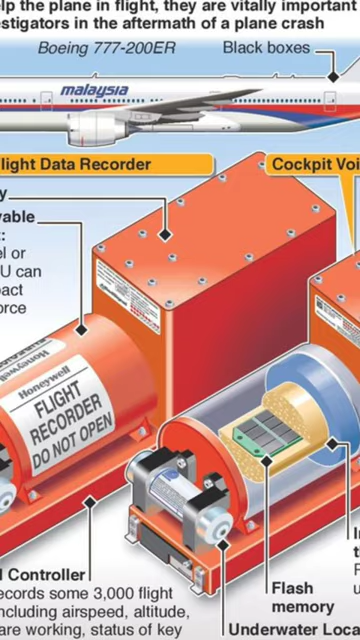 elp the plane in flight, they are vitally important
estigators in the aftermath of a plane crash
Boeing 777-200ER
Black boxes
malaysia
light Data Recorder
Cockpit Voi
y
vable
:
el or
U can
pact
orce
Honeywell
Honeywell
FLIGHT
RECORDER
DO NOT OPEN
l Controller
ecords some 3,000 flight
ncluding airspeed, altitude,
are working, status of key
Flash
memory
Underwater Loca
I
t
F
u